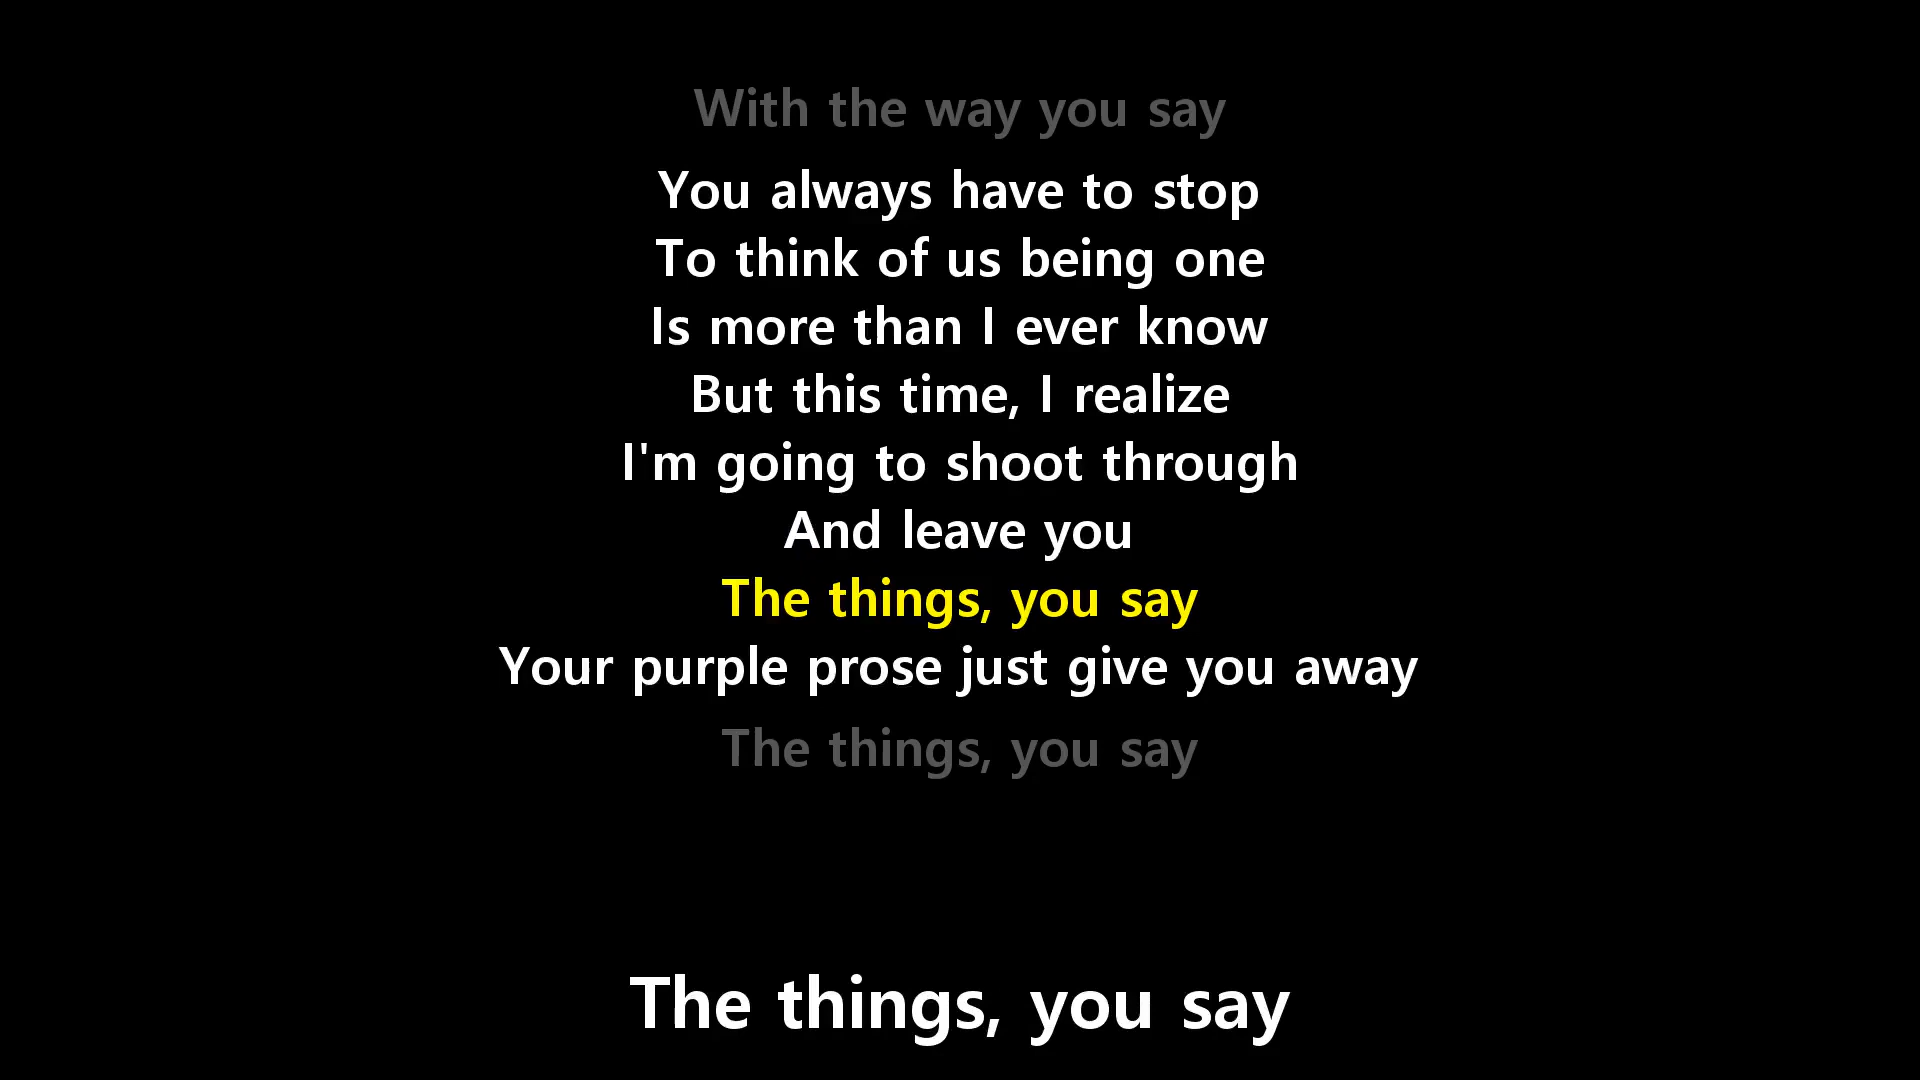 With the way you say
You always have to stop
To think of us being one
Is more than I ever know
But this time, I realize
I'm going to shoot through
And leave you
The things, you say
Your purple prose just give you away
The things, you say
The things, you say